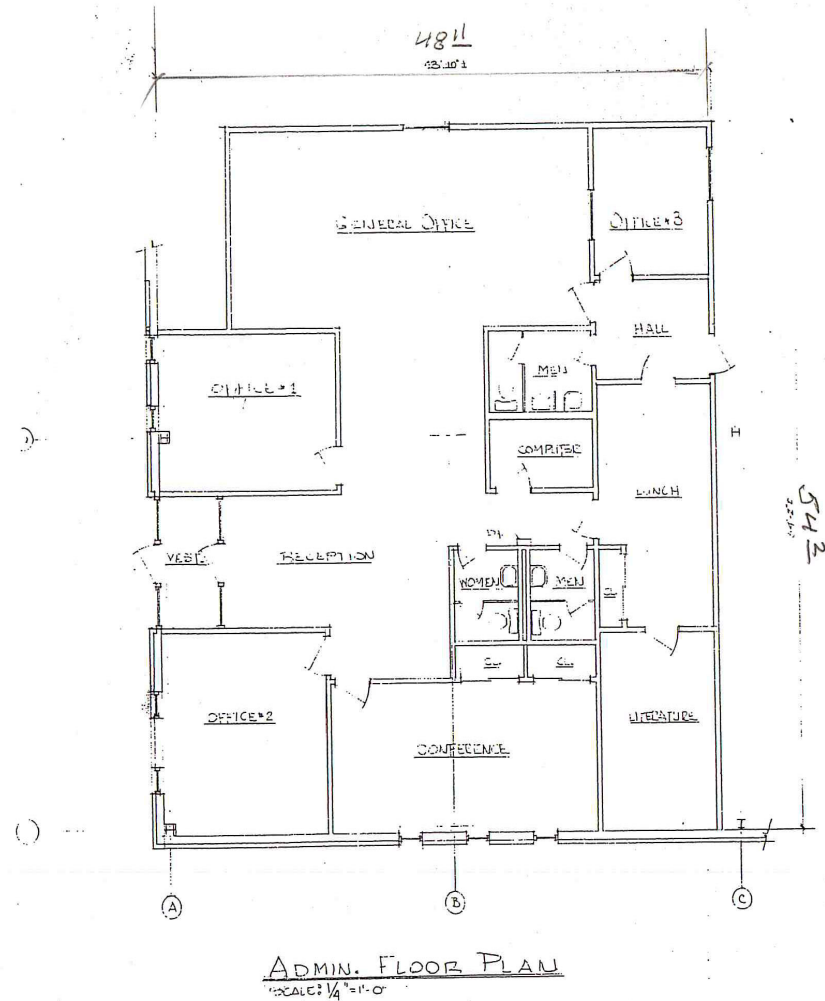 48 11
GENERAL OFFICE
OFFICE #3
HALL
MEN
OFFICE #1
COMPUTER
LUNCH
54 2
VEST.
RECEPTION
WOMEN
MEN
CL.
CL.
CL.
OFFICE #2
LITERATURE
CONFERENCE
A
B
C
ADMIN. FLOOR PLAN
SCALE: 1/4"=1'-0"